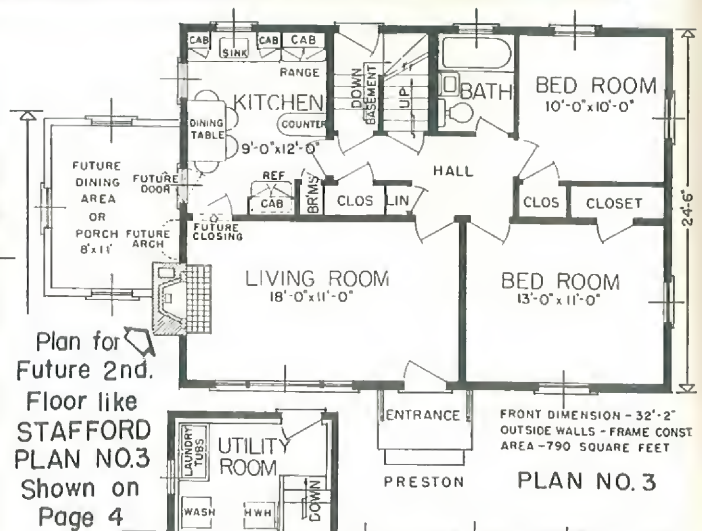 CAB
CAB
CAB
SINK
RANGE
KITCHEN
DINING
TABLE
COUNTER
9'-0"x12'-0"
REF
CAB
BR'MS
DOWN
BASEMENT
UP
BATH
BED ROOM
10'-0"x10'-0"
HALL
CLOS
LIN
CLOS
CLOSET
24'-6"
FUTURE
DINING
AREA
OR
PORCH
8'x11'
FUTURE
DOOR
FUTURE
ARCH
FUTURE
CLOSING
LIVING ROOM
18'-0"x11'-0"
BED ROOM
13'-0"x11'-0"
Plan for
Future 2nd.
Floor like
STAFFORD
PLAN NO.3
Shown on
Page 4
UTILITY
ROOM
LAUNDRY
TUBS
WASH
HWH
DOWN
ENTRANCE
PRESTON
FRONT DIMENSION - 32'-2"
OUTSIDE WALLS - FRAME CONST
AREA - 790 SQUARE FEET
PLAN NO. 3